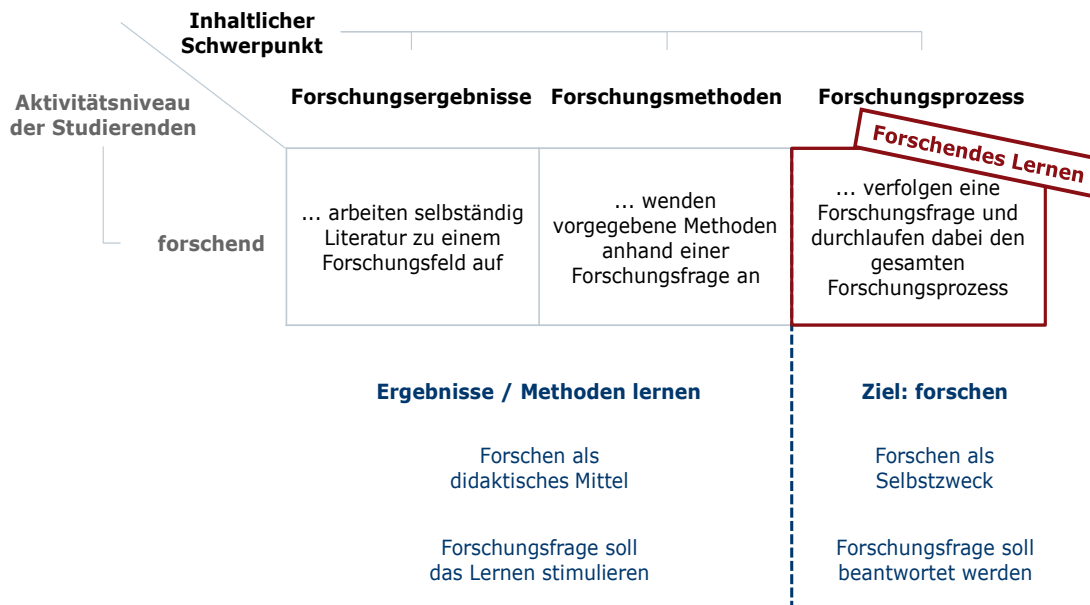 Inhaltlicher
Schwerpunkt
Aktivitätsniveau
der Studierenden
Forschungsergebnisse
Forschungsmethoden
Forschungsprozess
Forschendes Lernen
forschend
... arbeiten selbständig
Literatur zu einem
Forschungsfeld auf
... wenden
vorgegebene Methoden
anhand einer
Forschungsfrage an
... verfolgen eine
Forschungsfrage und
durchlaufen dabei den
gesamten
Forschungsprozess
Ergebnisse / Methoden lernen
Forschen als
didaktisches Mittel
Forschungsfrage soll
das Lernen stimulieren
Ziel: forschen
Forschen als
Selbstzweck
Forschungsfrage soll
beantwortet werden